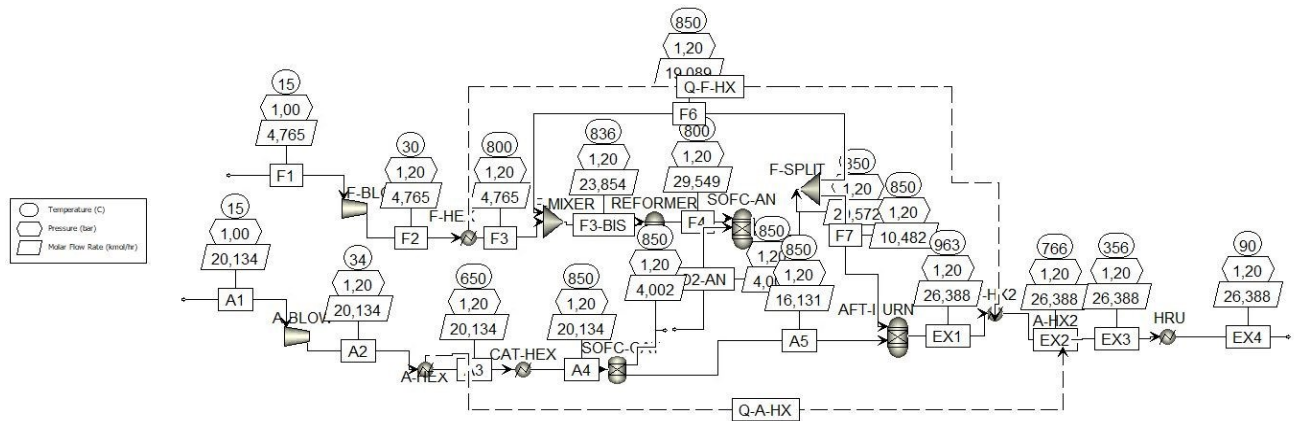 Temperature (C)
Pressure (bar)
Molar Flow Rate (kmol/hr)
15
1,00
4,765
F1
F-BLO
30
1,20
4,765
F2
F-HE
800
1,20
4,765
F3
MIXER
836
1,20
23,854
F3-BIS
REFORMER
800
1,20
29,549
F4
SOFC-AN
850
1,20
19,089
Q-F-HX
F6
F-SPLIT
850
1,20
F7
850
1,20
10,482
15
1,00
20,134
A1
A-BLOW
34
1,20
20,134
A2
A-HEX
650
1,20
20,134
A3
CAT-HEX
850
1,20
20,134
A4
850
1,20
4,002
O2-AN
850
850
1,20
16,131
A5
AFT-BURN
963
1,20
26,388
EX1
766
1,20
26,388
A-HX2
EX2
356
1,20
26,388
EX3
HRU
90
1,20
26,388
EX4
Q-A-HX